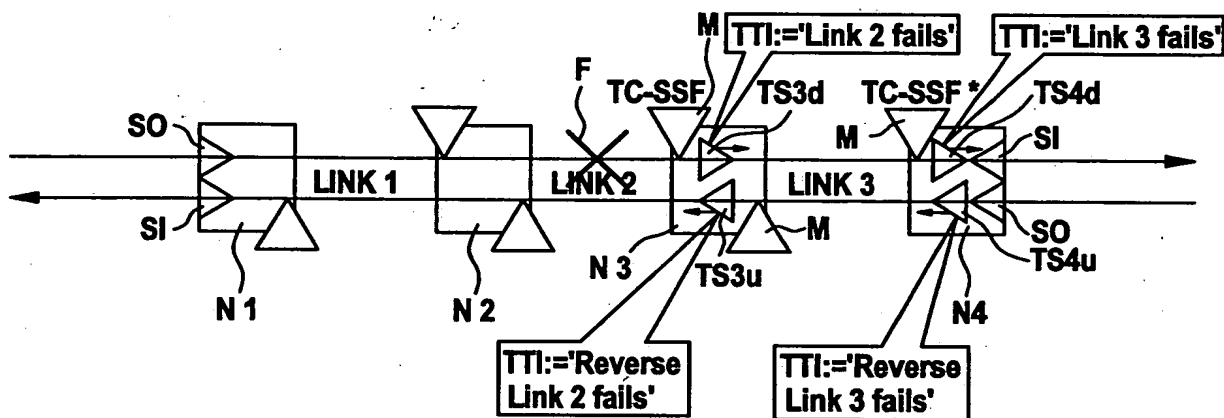 M
TTI:='Link 2 fails'
TTI:='Link 3 fails'
F
TC-SSF
TS3d
TC-SSF *
TS4d
SO
M
SI
LINK 1
LINK 2
LINK 3
SI
M
SO
N 1
N 2
N 3
TS3u
TS4u
N4
TTI:='Reverse
Link 2 fails'
TTI:='Reverse
Link 3 fails'